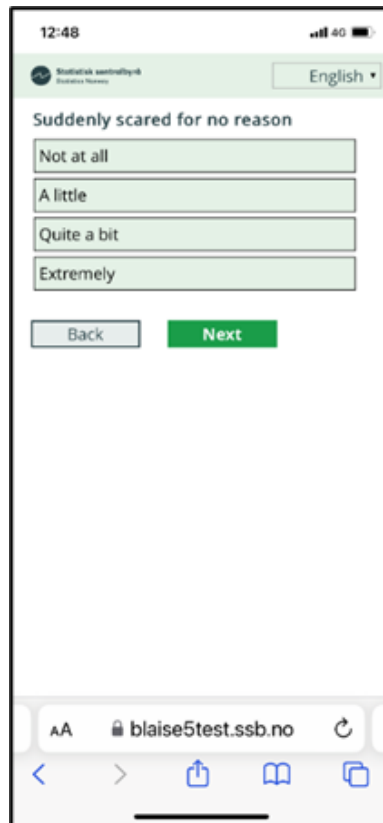 12:48
4G
Statistisk sentralbyrå
Statistics Norway
English
Suddenly scared for no reason
Not at all
A little
Quite a bit
Extremely
Back
Next
AA
blaise5test.ssb.no